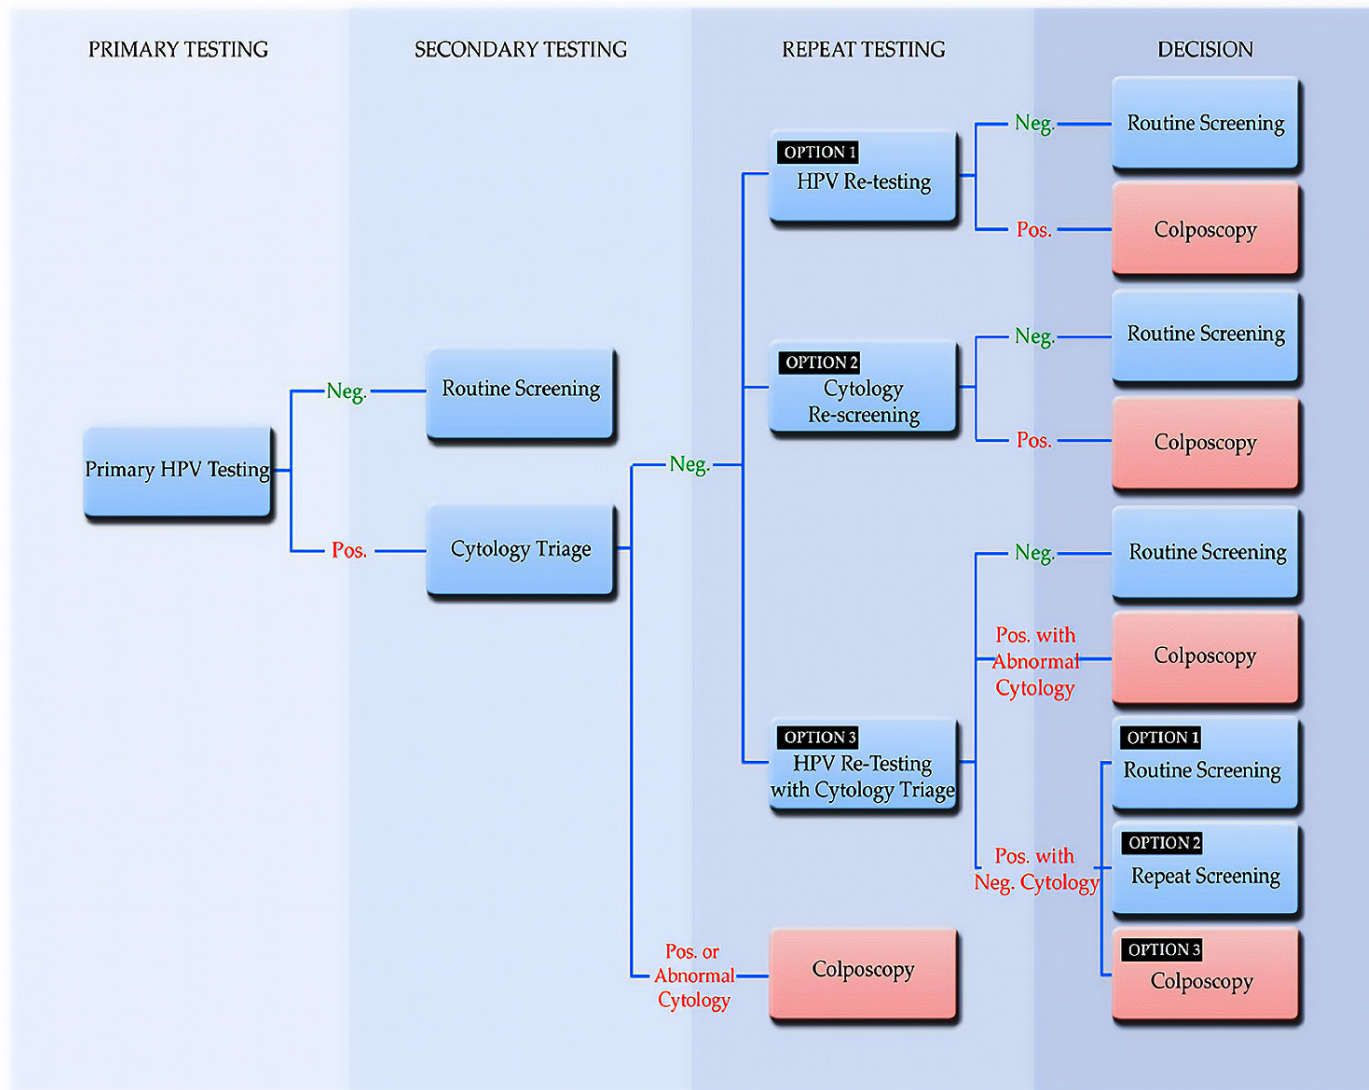 PRIMARY TESTING
SECONDARY TESTING
REPEAT TESTING
DECISION
Primary HPV Testing
Neg.
Routine Screening
Pos.
Cytology Triage
Neg.
OPTION 1
HPV Re-testing
Neg.
Routine Screening
Pos.
Colposcopy
OPTION 2
Cytology
Re-screening
Neg.
Routine Screening
Pos.
Colposcopy
OPTION 3
HPV Re-Testing
with Cytology Triage
Neg.
Routine Screening
Pos. with
Abnormal
Cytology
Colposcopy
Pos. with
Neg. Cytology
OPTION 1
Routine Screening
OPTION 2
Repeat Screening
OPTION 3
Colposcopy
Pos. or
Abnormal
Cytology
Colposcopy